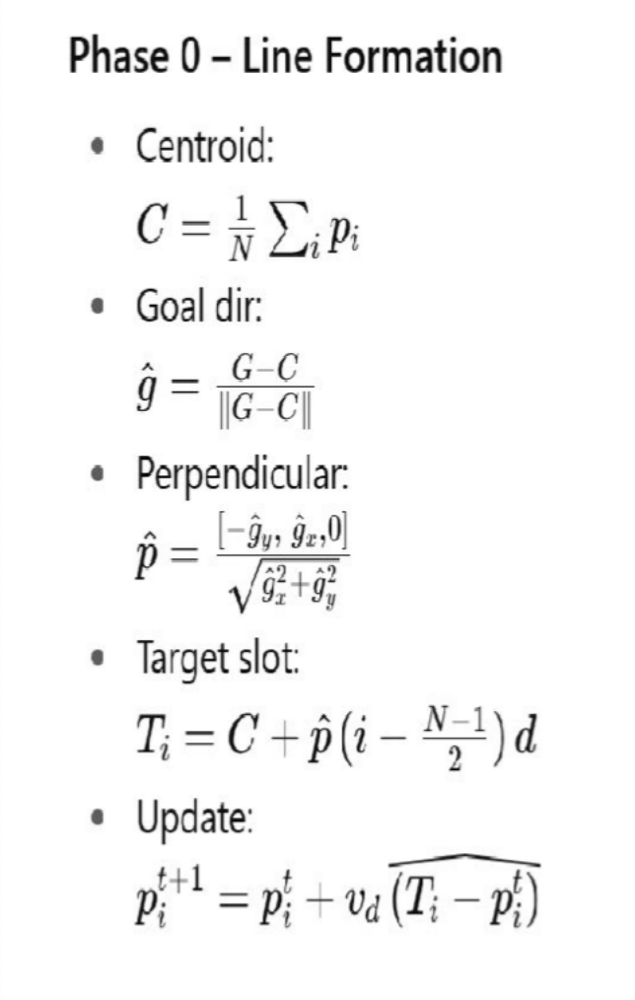 Phase 0 – Line Formation
• Centroid:
$C = \frac{1}{N} \sum_i p_i$
• Goal dir:
$\hat{g} = \frac{G-C}{\|G-C\|}$
• Perpendicular:
$\hat{p} = \frac{[-\hat{g}_y, \hat{g}_x, 0]}{\sqrt{\hat{g}_x^2 + \hat{g}_y^2}}$
• Target slot:
$T_i = C + \hat{p}\left(i - \frac{N-1}{2}\right)d$
• Update:
$p_i^{t+1} = p_i^t + v_d \widehat{(T_i - p_i^t)}$